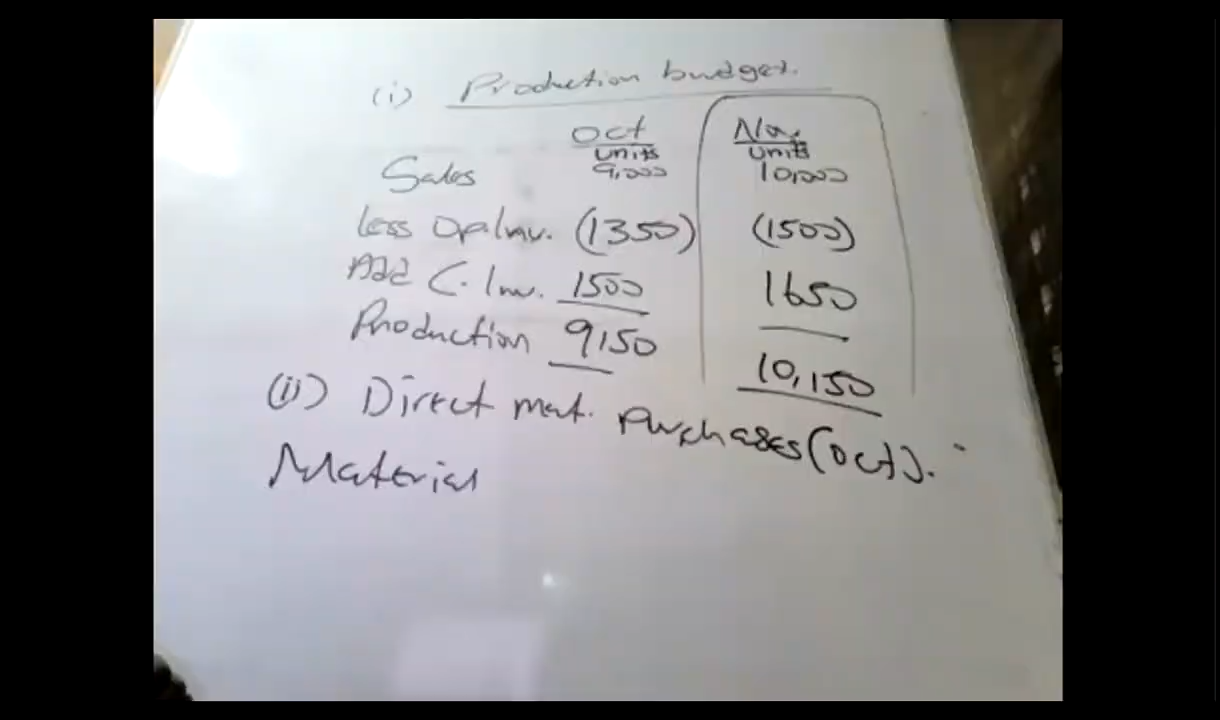 (i) Production budget.
Oct Nov.
units units
Sales 9,000 10,000
Less Op. Inv. (1350) (1500)
Add C. Inv. 1500 1650
Production 9150 10,150
(ii) Direct mat. Purchases (Oct).
Material